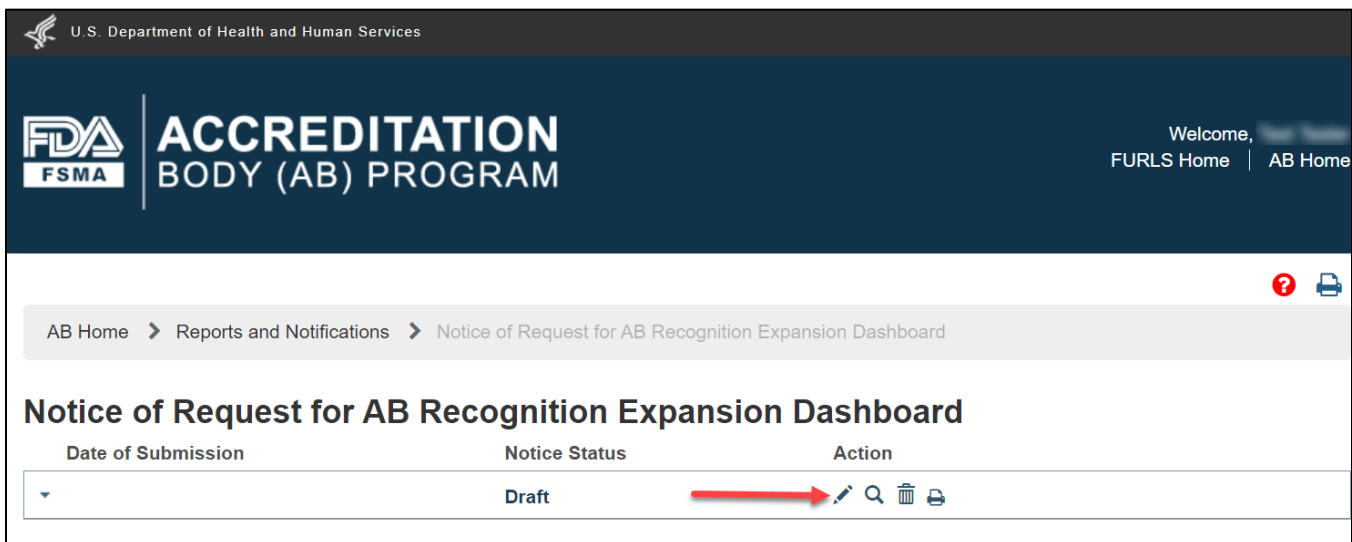 U.S. Department of Health and Human Services
FDA
FSMA
ACCREDITATION
BODY (AB) PROGRAM
Welcome,
FURLS Home | AB Home
AB Home > Reports and Notifications > Notice of Request for AB Recognition Expansion Dashboard
Notice of Request for AB Recognition Expansion Dashboard
Date of Submission Notice Status Action
Draft